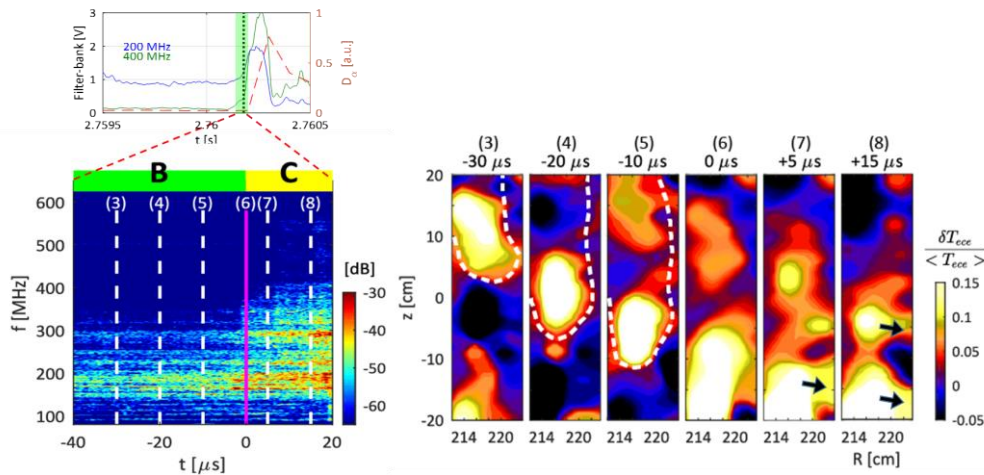 3
2
1
0
Filter-bank [V]
200 MHz
400 MHz
1
0.5
0
D_α [a.u.]
2.7595
2.76
2.7605
t [s]
B
C
600
500
400
300
200
100
f [MHz]
(3)
(4)
(5)
(6)
(7)
(8)
-40
-20
0
20
t [μs]
[dB]
-30
-40
-50
-60
(3)
-30 μs
(4)
-20 μs
(5)
-10 μs
(6)
0 μs
(7)
+5 μs
(8)
+15 μs
20
10
0
-10
-20
z [cm]
214 220
214 220
214 220
214 220
214 220
214 220
R [cm]
δT_ece
< T_ece >
0.15
0.1
0.05
0
-0.05